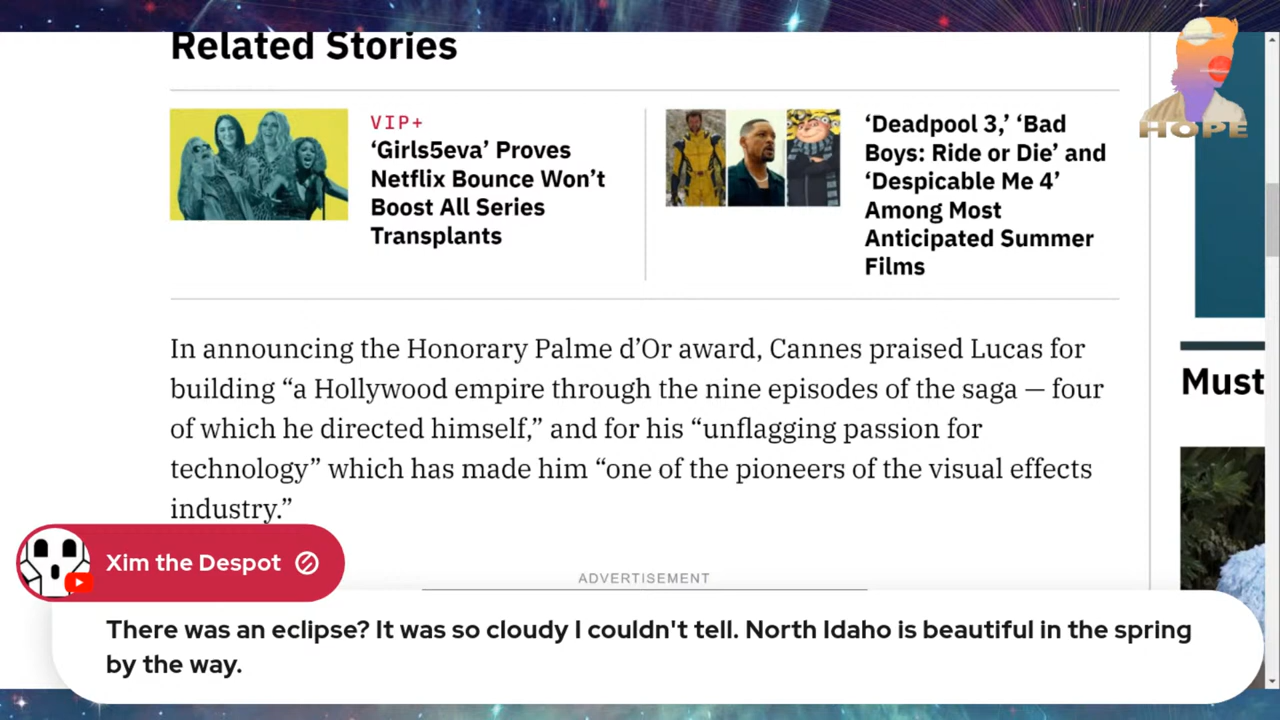 Related Stories
HOPE
VIP+
‘Girls5eva’ Proves
Netflix Bounce Won’t
Boost All Series
Transplants
‘Deadpool 3,’ ‘Bad
Boys: Ride or Die’ and
‘Despicable Me 4’
Among Most
Anticipated Summer
Films
In announcing the Honorary Palme d’Or award, Cannes praised Lucas for
building “a Hollywood empire through the nine episodes of the saga — four
of which he directed himself,” and for his “unflagging passion for
technology” which has made him “one of the pioneers of the visual effects
industry.”
Must
ADVERTISEMENT
Xim the Despot
There was an eclipse? It was so cloudy I couldn't tell. North Idaho is beautiful in the spring
by the way.